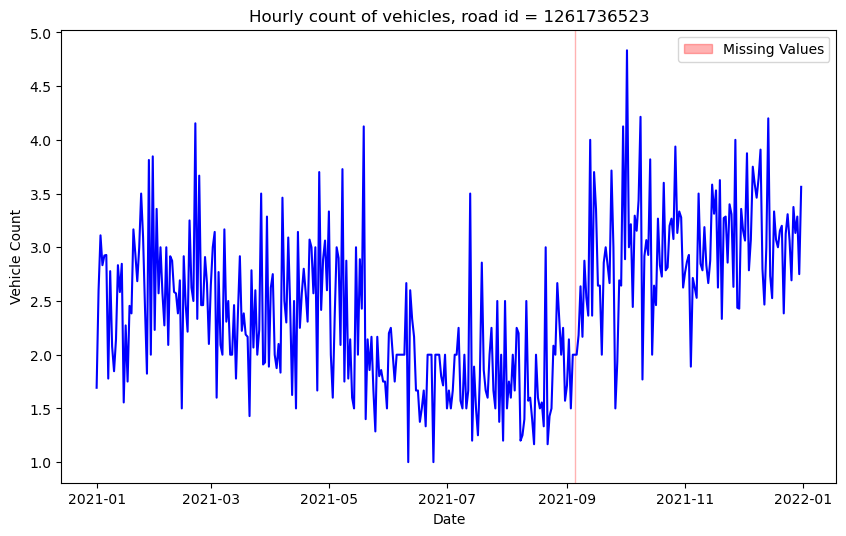 Hourly count of vehicles, road id = 1261736523
Missing Values
Vehicle Count
5.0
4.5
4.0
3.5
3.0
2.5
2.0
1.5
1.0
2021-01 2021-03 2021-05 2021-07 2021-09 2021-11 2022-01
Date